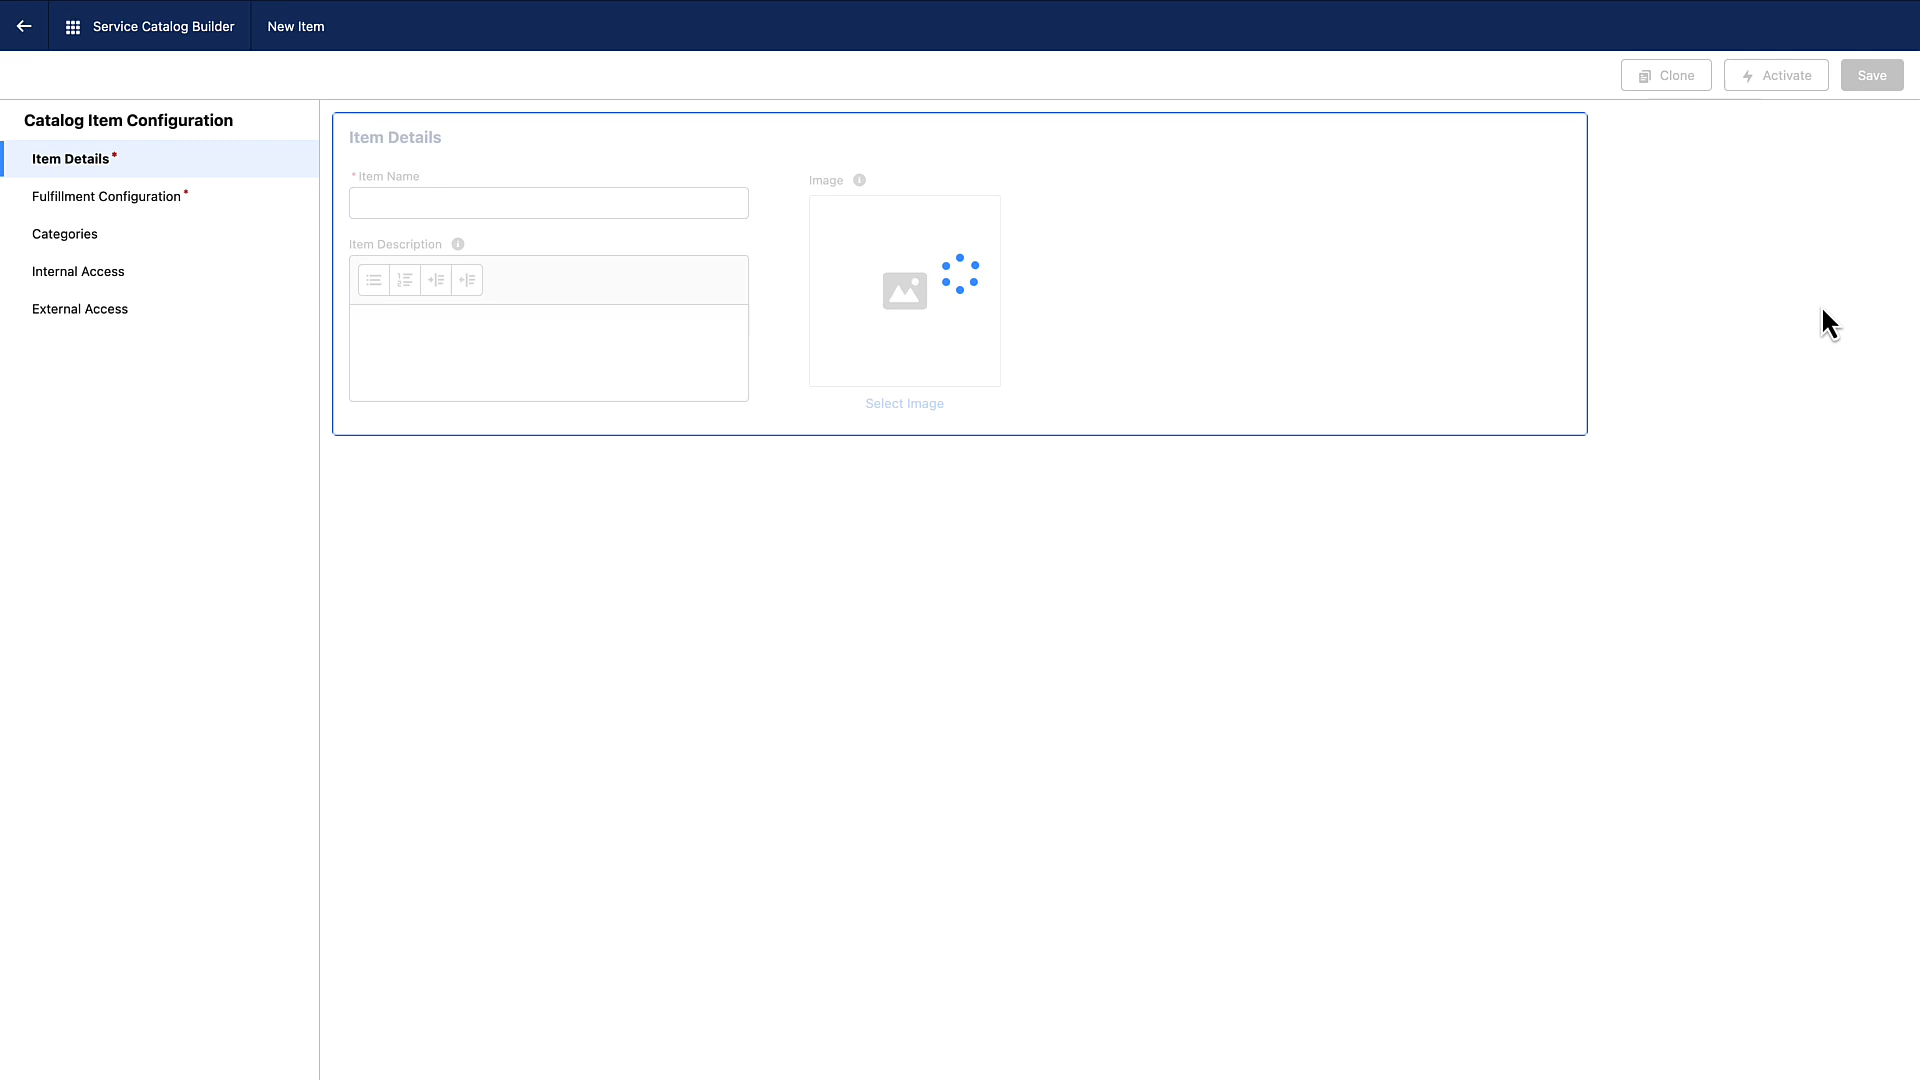 Service Catalog Builder
New Item
Clone
Activate
Save
Catalog Item Configuration
Item Details*
Fulfillment Configuration*
Categories
Internal Access
External Access
Item Details
*Item Name
Item Description
Image
Select Image